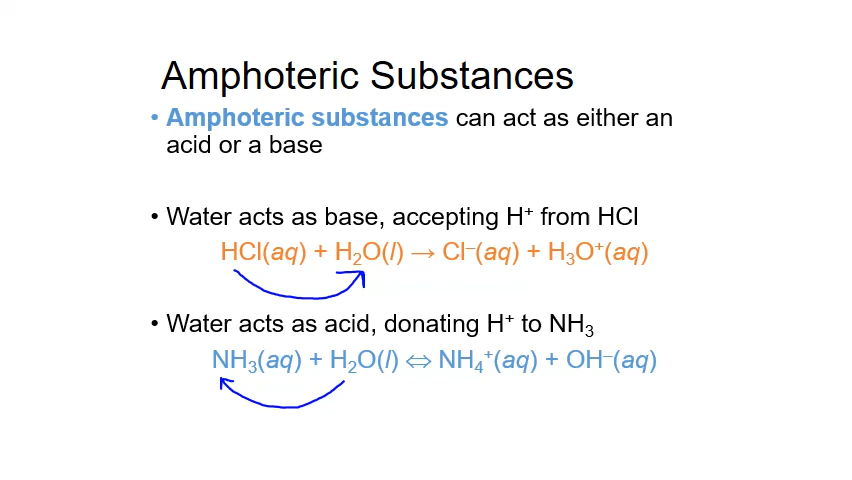 Amphoteric Substances
• Amphoteric substances can act as either an
acid or a base
• Water acts as base, accepting H⁺ from HCl
HCl(aq) + H₂O(l) → Cl⁻(aq) + H₃O⁺(aq)
• Water acts as acid, donating H⁺ to NH₃
NH₃(aq) + H₂O(l) ⇔ NH₄⁺(aq) + OH⁻(aq)